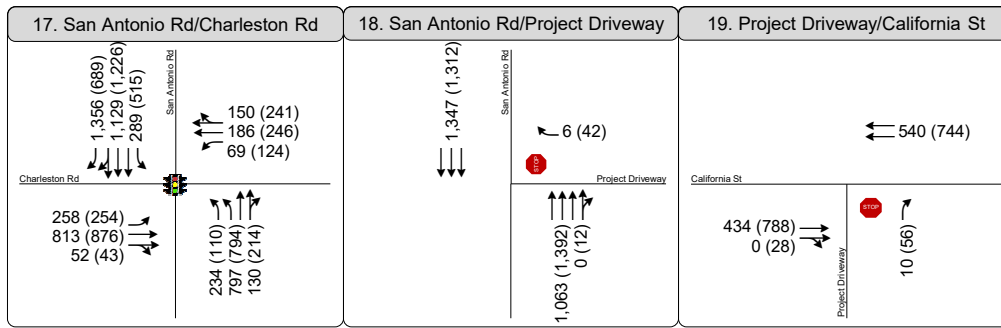 17. San Antonio Rd/Charleston Rd
1,356 (689)
1,129 (1,226)
289 (515)
San Antonio Rd
150 (241)
186 (246)
69 (124)
Charleston Rd
258 (254)
813 (876)
52 (43)
234 (110)
797 (794)
130 (214)
18. San Antonio Rd/Project Driveway
1,347 (1,312)
San Antonio Rd
6 (42)
STOP
Project Driveway
1,063 (1,392)
0 (12)
19. Project Driveway/California St
540 (744)
California St
STOP
434 (788)
0 (28)
10 (56)
Project Driveway